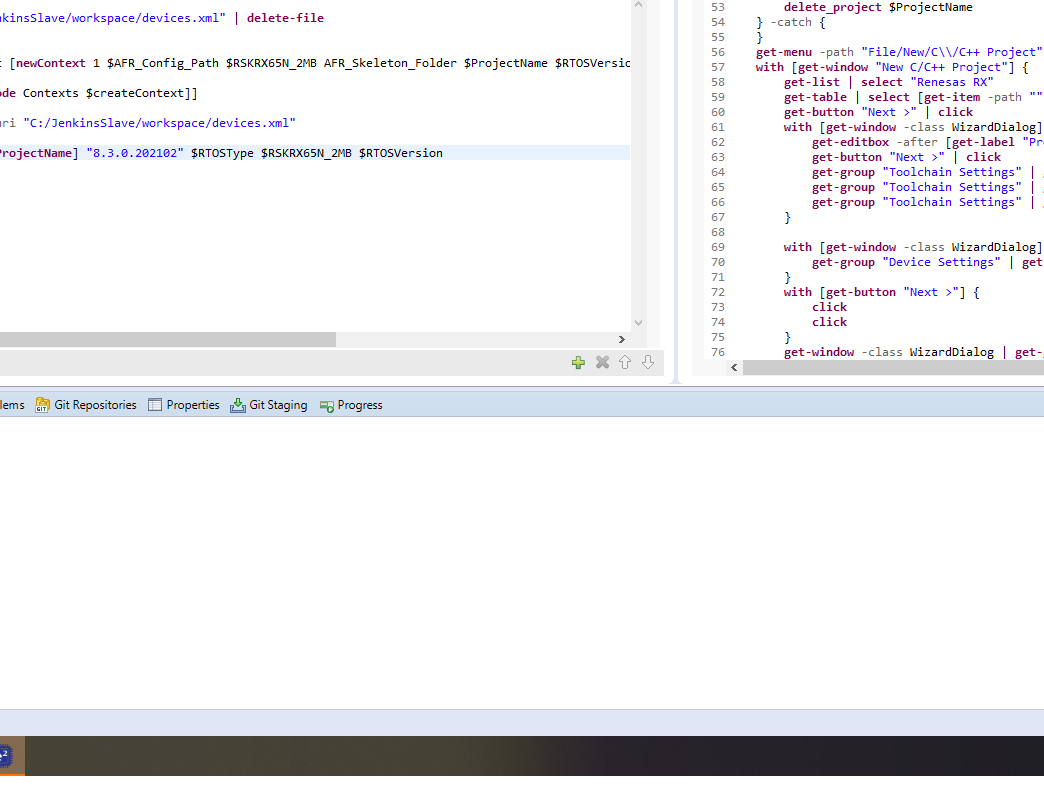 nkinsSlave/workspace/devices.xml" | delete-file
[newContext 1 $AFR_Config_Path $RSKRX65N_2MB AFR_Skeleton_Folder $ProjectName $RTOSVersio
ode Contexts $createContext]]
uri "C:/JenkinsSlave/workspace/devices.xml"
ProjectName] "8.3.0.202102" $RTOSType $RSKRX65N_2MB $RTOSVersion
53 delete_project $ProjectName
54 } -catch {
55 }
56 get-menu -path "File/New/C\\/C++ Project"
57 with [get-window "New C/C++ Project"] {
58 get-list | select "Renesas RX"
59 get-table | select [get-item -path ""
60 get-button "Next >" | click
61 with [get-window -class WizardDialog]
62 get-editbox -after [get-label "Pr
63 get-button "Next >" | click
64 get-group "Toolchain Settings" |
65 get-group "Toolchain Settings" |
66 get-group "Toolchain Settings" |
67 }
68
69 with [get-window -class WizardDialog]
70 get-group "Device Settings" | get
71 }
72 with [get-button "Next >"] {
73 click
74 click
75 }
76 get-window -class WizardDialog | get-
lems Git Repositories Properties Git Staging Progress
e²